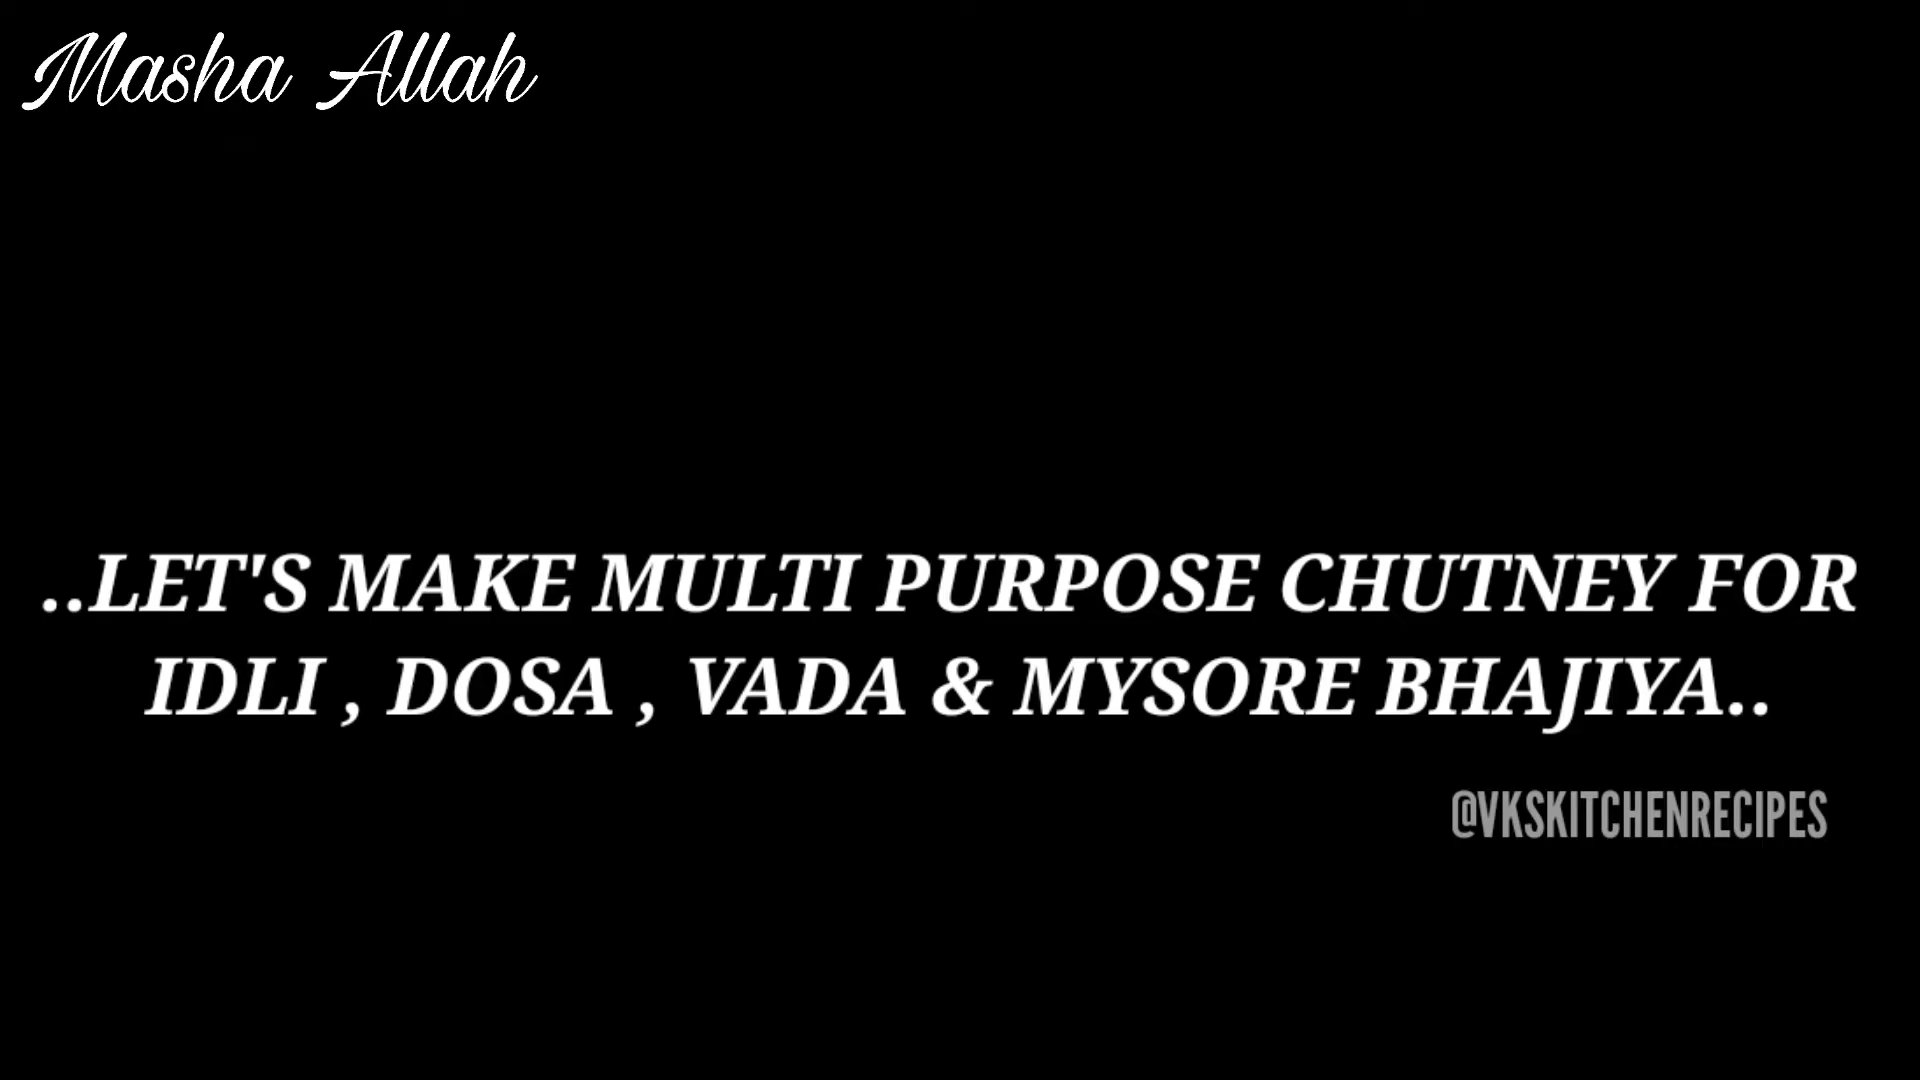 Masha Allah
..LET'S MAKE MULTI PURPOSE CHUTNEY FOR
IDLI , DOSA , VADA & MYSORE BHAJIYA..
@VKSKITCHENRECIPES